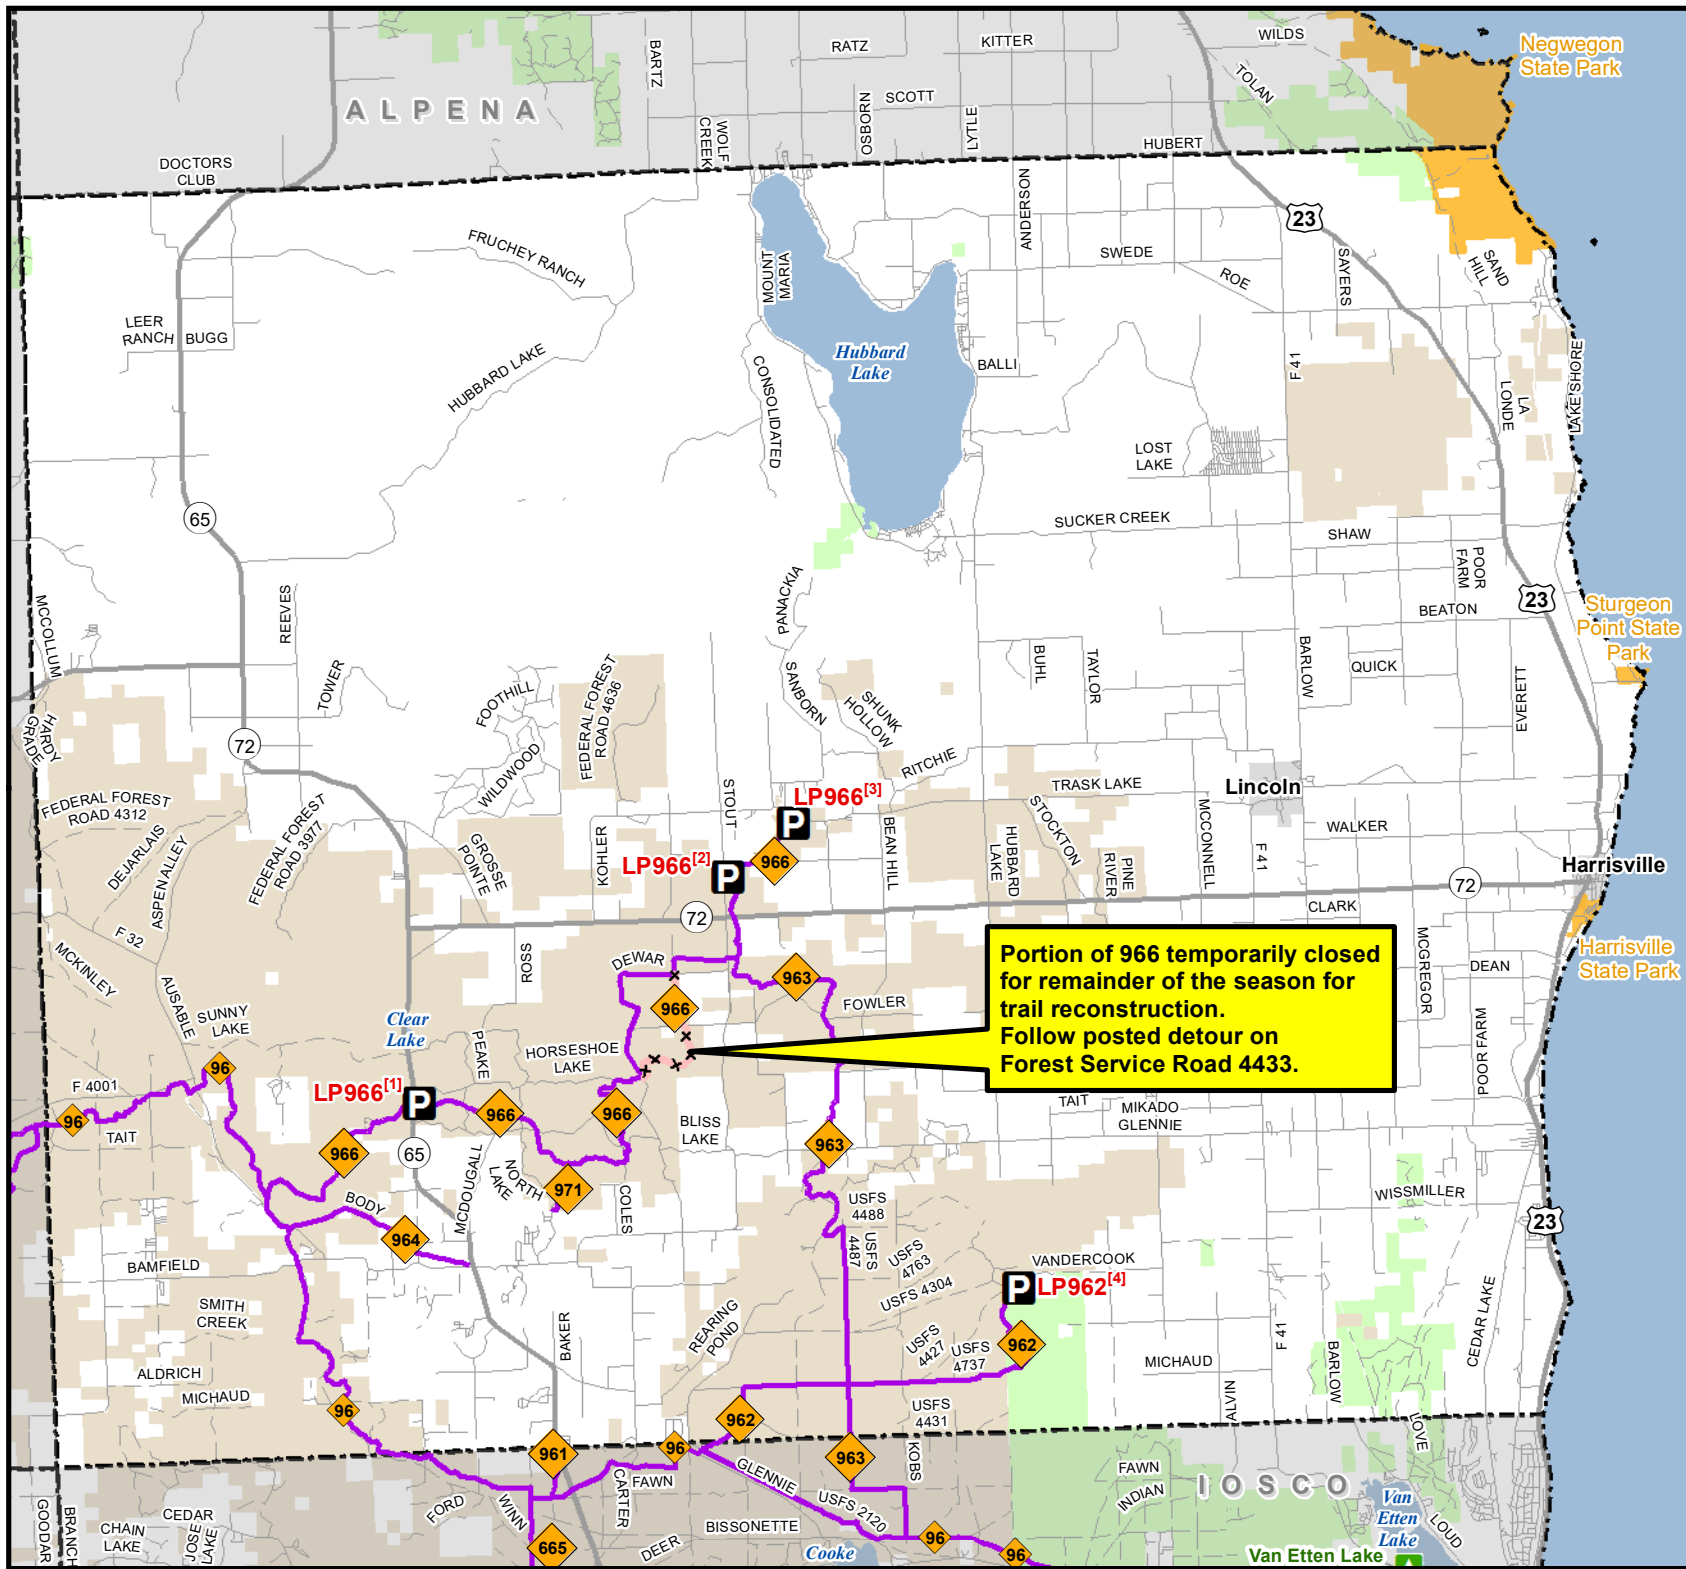 RATZ
KITTER
WILDS
Negwegon
State Park
BARTZ
TOLAN
ALPENA
SCOTT
OSBORN
LYTLE
WOLF
CREEK
HUBERT
DOCTORS
CLUB
ANDERSON
23
FRUCHEY RANCH
MOUNT
MARIA
SWEDE
ROE
SAYERS
SAND
HILL
LEER
RANCH
BUGG
Hubbard
Lake
BALLI
F 41
LAKE SHORE
HUBBARD LAKE
CONSOLIDATED
LA
LONDE
LOST
LAKE
65
SUCKER CREEK
SHAW
POOR
FARM
PANACKIA
23
BEATON
Sturgeon
Point State
Park
MCCOLLUM
REEVES
TOWER
FOOTHILL
FEDERAL FOREST
ROAD 4636
SANBORN
SHUNK
HOLLOW
BUHL
TAYLOR
BARLOW
QUICK
EVERETT
HARDY
GRADE
72
WILDWOOD
RITCHIE
TRASK LAKE
Lincoln
FEDERAL FOREST
ROAD 4312
STOUT
LP966[3]
P
966
LP966[2]
P
DEJARLAIS
ASPEN ALLEY
FEDERAL FOREST
ROAD 3977
GROSSE
POINTE
KOHLER
BEAN HILL
HUBBARD
LAKE
STOCKTON
PINE
RIVER
MCCONNELL
F 41
WALKER
Harrisville
72
72
CLARK
F 32
MCKINLEY
ROSS
DEWAR
963
FOWLER
Portion of 966 temporarily closed
for remainder of the season for
trail reconstruction.
Follow posted detour on
Forest Service Road 4433.
MCGREGOR
DEAN
Harrisville
State Park
AUSABLE
SUNNY
LAKE
Clear
Lake
PEAKE
HORSESHOE
LAKE
966
POOR FARM
96
F 4001
96
TAIT
LP966[1]
P
966
966
966
BLISS
LAKE
963
TAIT
MIKADO
GLENNIE
65
MCDOUGALL
NORTH
LAKE
971
COLES
BODY
964
USFS
4488
USFS
4487
USFS
4763
USFS 4304
WISSMILLER
23
BAMFIELD
VANDERCOOK
P
LP962[4]
SMITH
CREEK
BAKER
REARING
POND
USFS
4427
USFS
4737
962
MICHAUD
F 41
BARLOW
CEDAR LAKE
ALDRICH
MICHAUD
96
962
USFS
4431
ALVIN
LOVE
961
96
963
KOBS
FAWN
GLENNIE
FAWN
INDIAN
IOSCO
GOODAR
BRANCH
CHAIN
LAKE
CEDAR
JOSE
LAKE
FORD
WINN
CARTER
USFS 2120
BISSONETTE
DEER
665
Cooke
96
96
Van
Etten
Lake
LOUD
Van Etten Lake